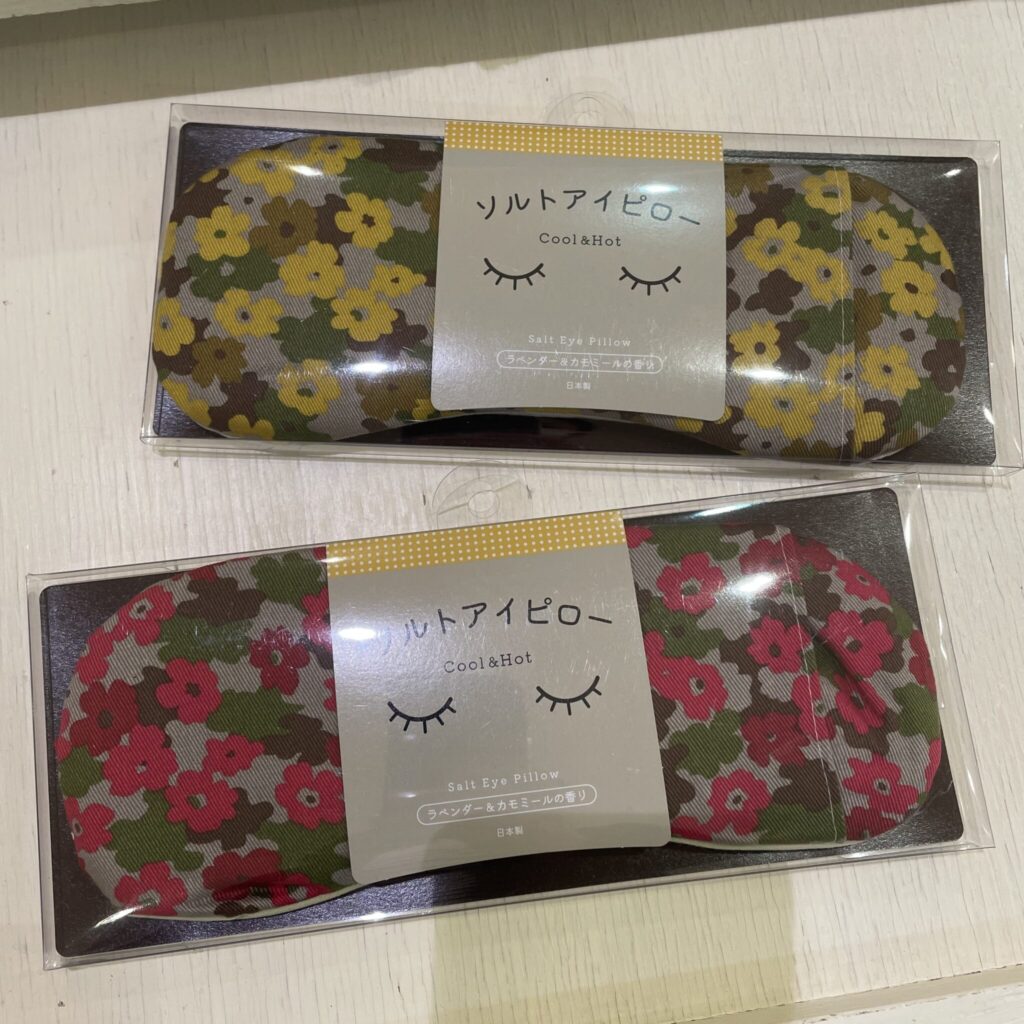 ソルトアイピロー
Cool&Hot
Salt Eye Pillow
ラベンダー&カモミールの香り
日本製
ソルトアイピロー
Cool&Hot
Salt Eye Pillow
ラベンダー&カモミールの香り
日本製